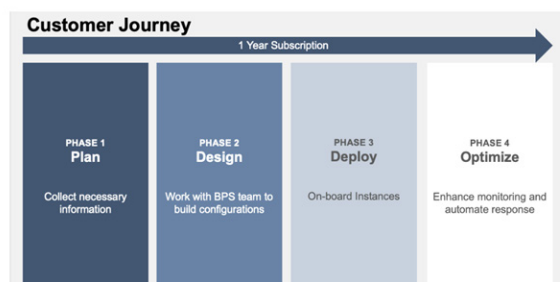 Customer Journey
1 Year Subscription
PHASE 1
Plan
Collect necessary
information
PHASE 2
Design
Work with BPS team to
build configurations
PHASE 3
Deploy
On-board Instances
PHASE 4
Optimize
Enhance monitoring and
automate response